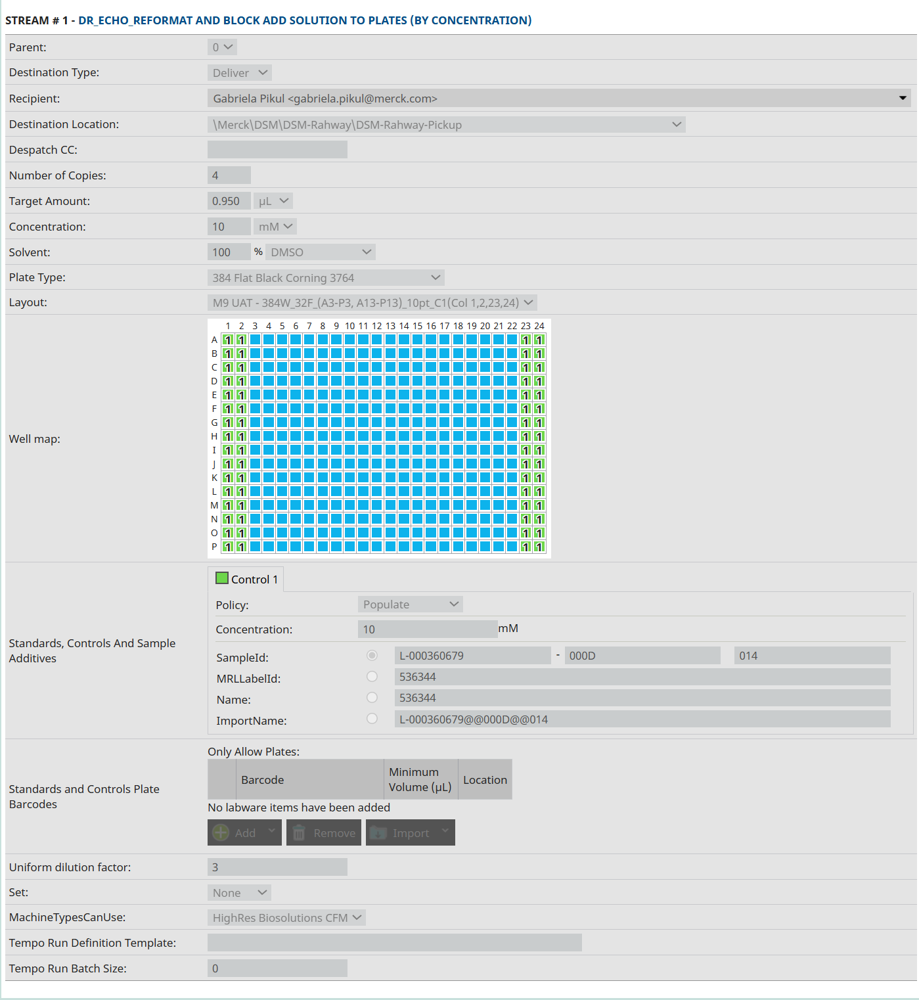 STREAM # 1 - DR_ECHO_REFORMAT AND BLOCK ADD SOLUTION TO PLATES (BY CONCENTRATION)
Parent: 0
Destination Type: Deliver
Recipient: Gabriela Pikul <gabriela.pikul@merck.com>
Destination Location: \Merck\DSM\DSM-Rahway\DSM-Rahway-Pickup
Despatch CC:
Number of Copies: 4
Target Amount: 0.950 µL
Concentration: 10 mM
Solvent: 100 % DMSO
Plate Type: 384 Flat Black Corning 3764
Layout: M9 UAT - 384W_32F_(A3-P3, A13-P13)_10pt_C1(Col 1,2,23,24)
Well map:
1 2 3 4 5 6 7 8 9 10 11 12 13 14 15 16 17 18 19 20 21 22 23 24
A 1 1 1 1
B 1 1 1 1
C 1 1 1 1
D 1 1 1 1
E 1 1 1 1
F 1 1 1 1
G 1 1 1 1
H 1 1 1 1
I 1 1 1 1
J 1 1 1 1
K 1 1 1 1
L 1 1 1 1
M 1 1 1 1
N 1 1 1 1
O 1 1 1 1
P 1 1 1 1
Standards, Controls And Sample
Additives
Control 1
Policy: Populate
Concentration: 10 mM
SampleId: L-000360679 - 000D 014
MRLLabelId: 536344
Name: 536344
ImportName: L-000360679@@000D@@014
Standards and Controls Plate
Barcodes
Only Allow Plates:
Barcode Minimum Volume (µL) Location
No labware items have been added
Add Remove Import
Uniform dilution factor: 3
Set: None
MachineTypesCanUse: HighRes Biosolutions CFM
Tempo Run Definition Template:
Tempo Run Batch Size: 0